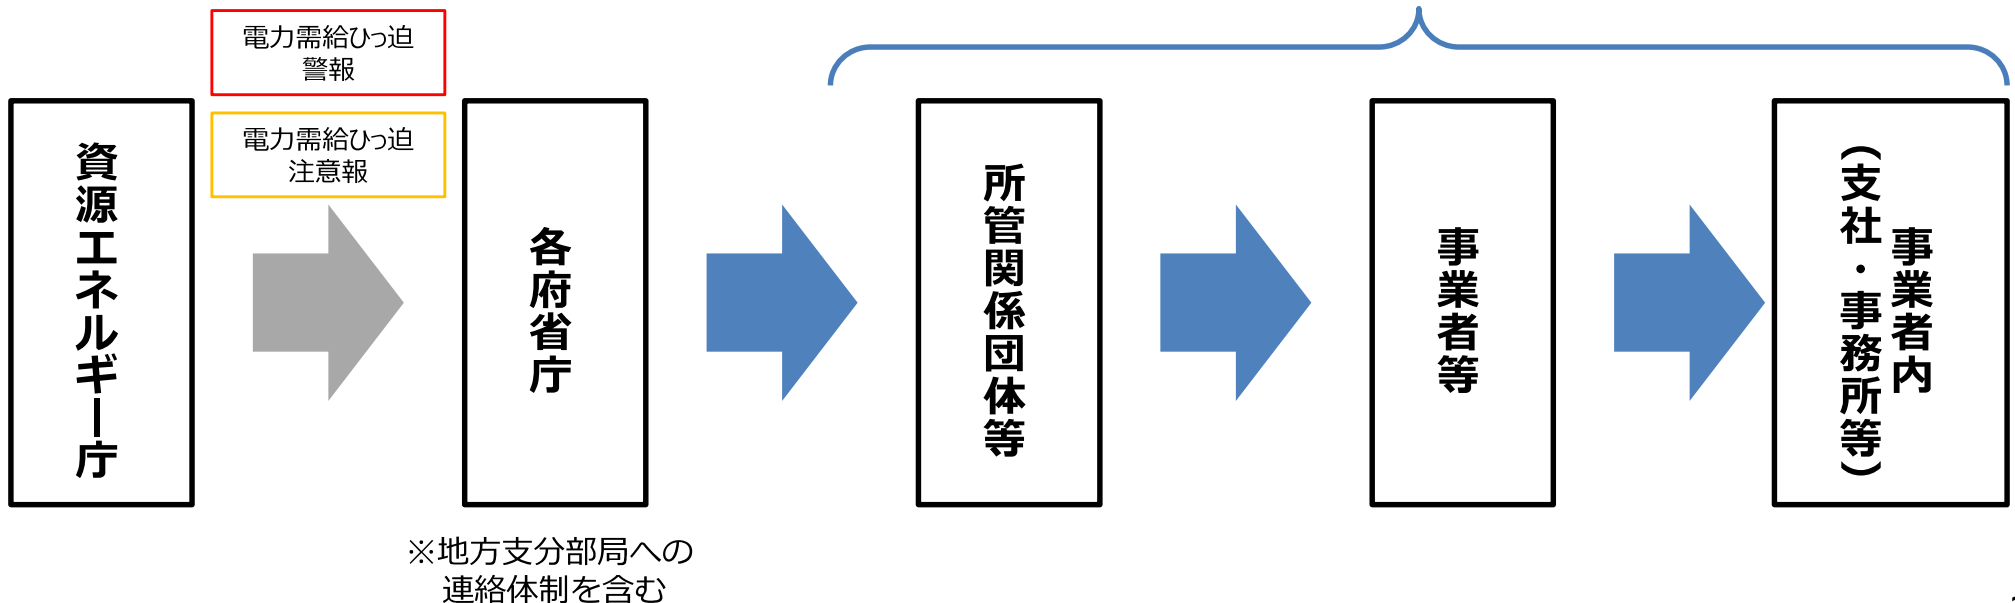 電力需給ひっ迫
警報
電力需給ひっ迫
注意報
資源エネルギー庁
各府省庁
※地方支分部局への
連絡体制を含む
所管関係団体等
事業者等
事業者内
（支社・事務所等）